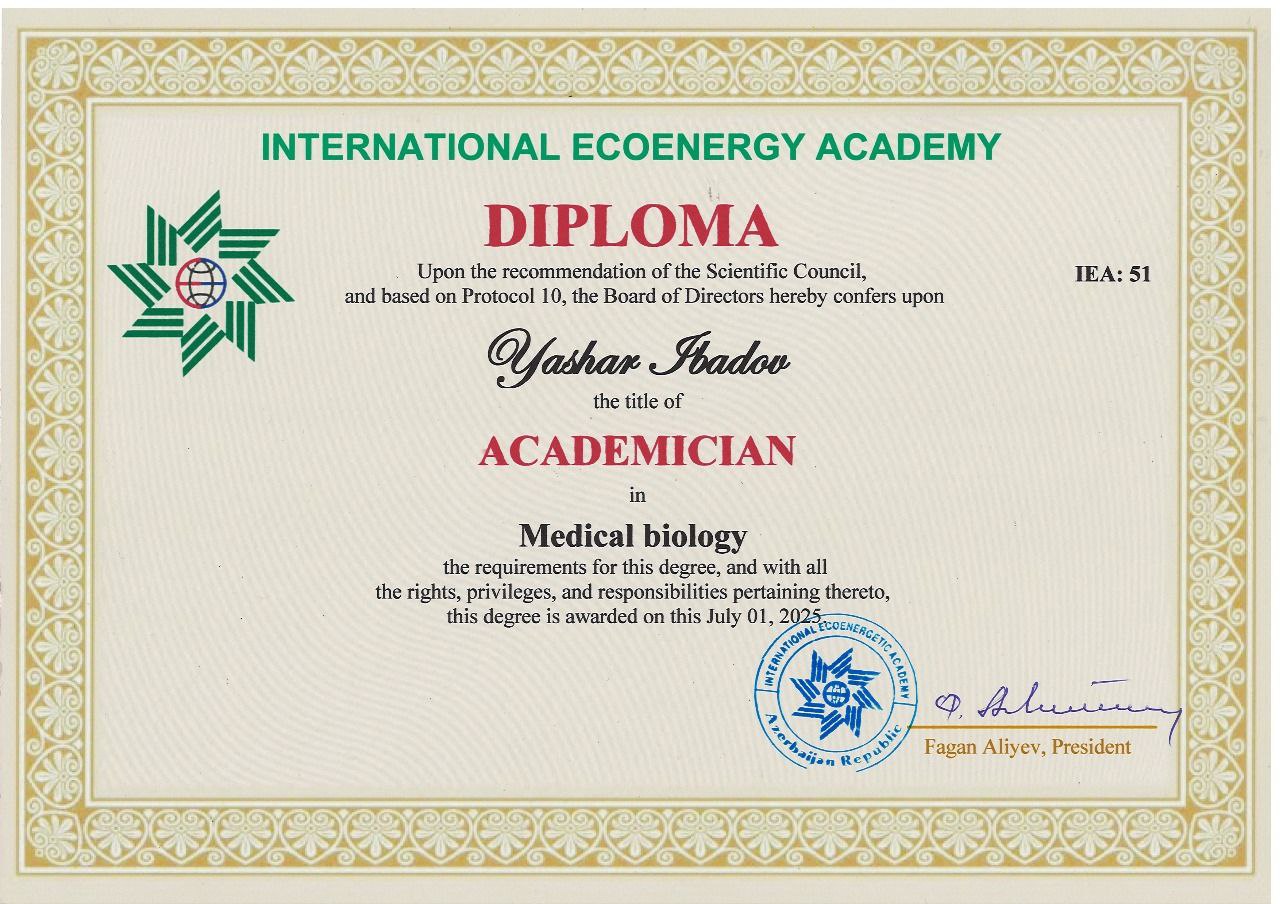 INTERNATIONAL ECOENERGY ACADEMY
DIPLOMA
Upon the recommendation of the Scientific Council,
and based on Protocol 10, the Board of Directors hereby confers upon
IEA: 51
Yashar Ibadov
the title of
ACADEMICIAN
in
Medical biology
the requirements for this degree, and with all
the rights, privileges, and responsibilities pertaining thereto,
this degree is awarded on this July 01, 2025.
INTERNATIONAL ECOENERGETIC ACADEMY
Azerbaijan Republic
Fagan Aliyev, President